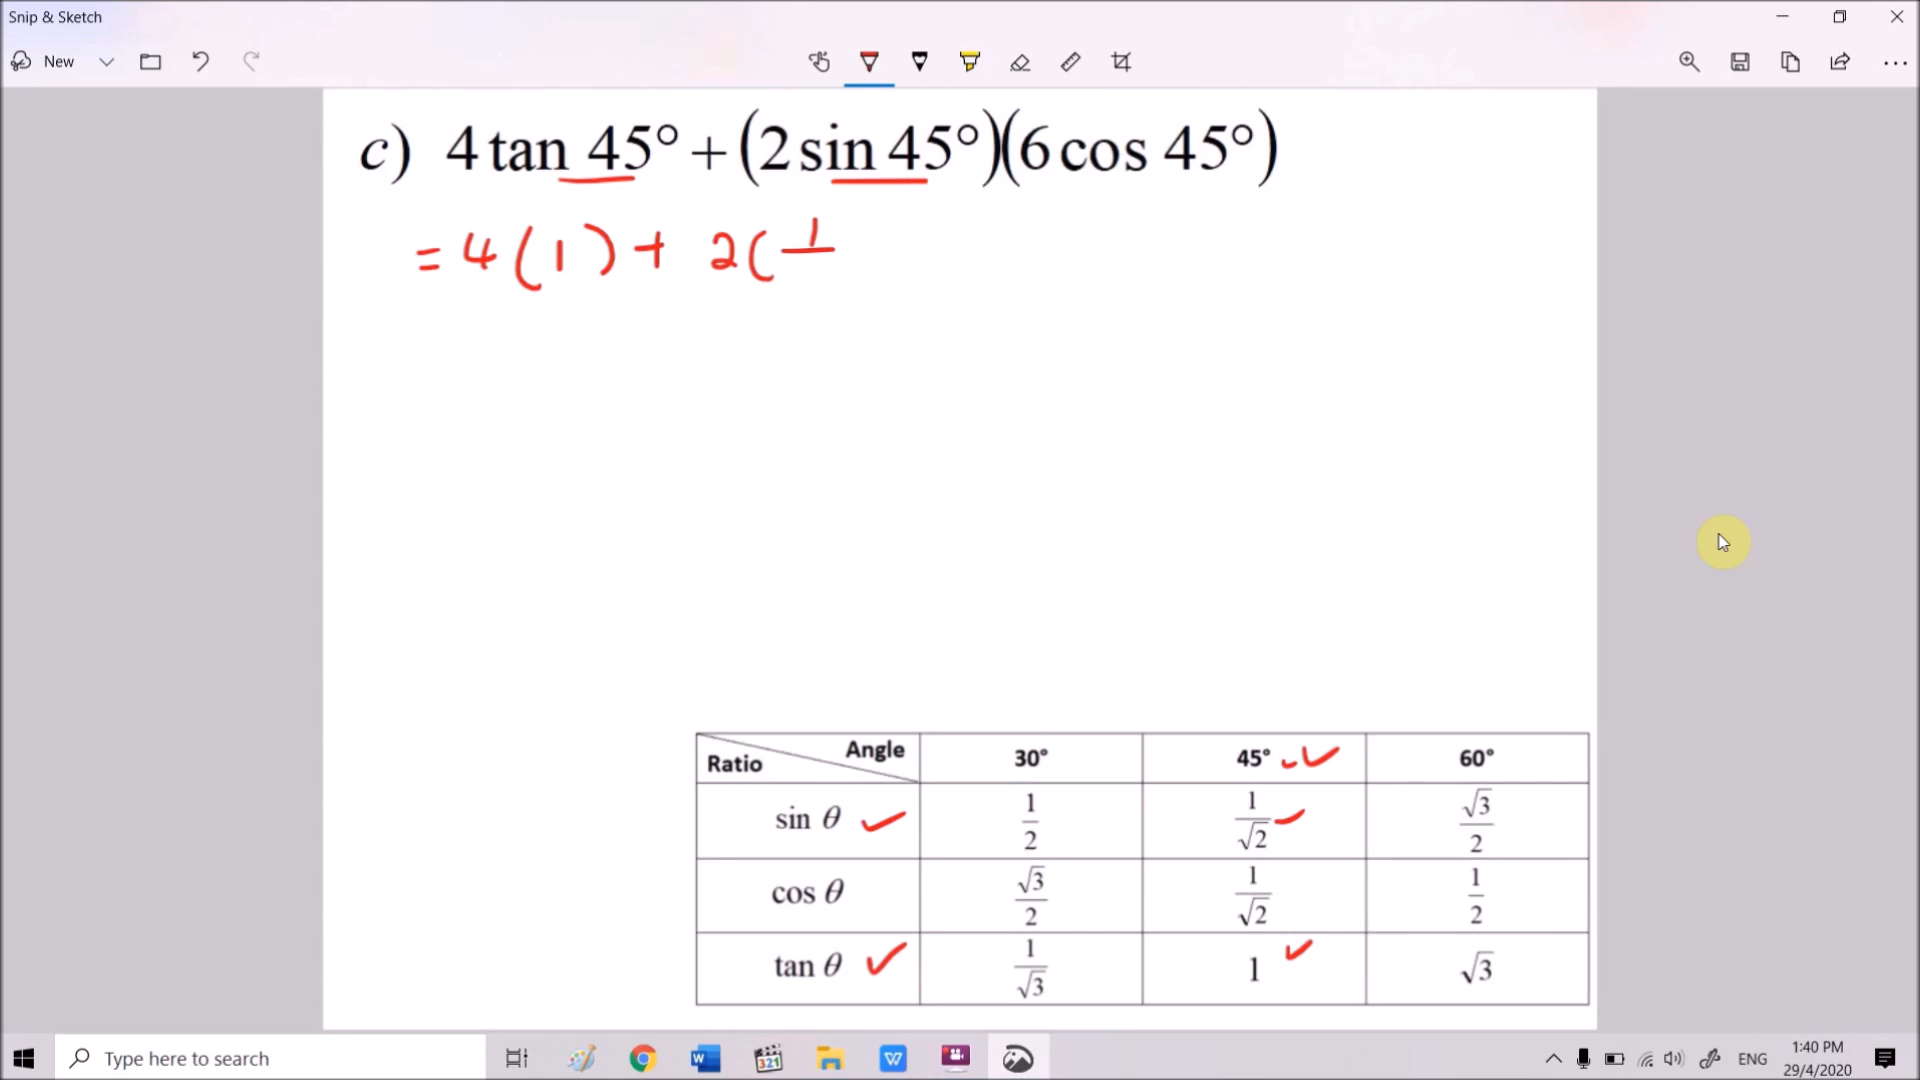 Snip & Sketch
New
c) 4 tan 45° + (2 sin 45°)(6 cos 45°)
= 4 (1) + 2( 1/
Angle
Ratio
30° 45° 60°
sin θ 1/2 1/√2 √3/2
cos θ √3/2 1/√2 1/2
tan θ 1/√3 1 √3
Type here to search
321
W
ENG
1:40 PM
29/4/2020